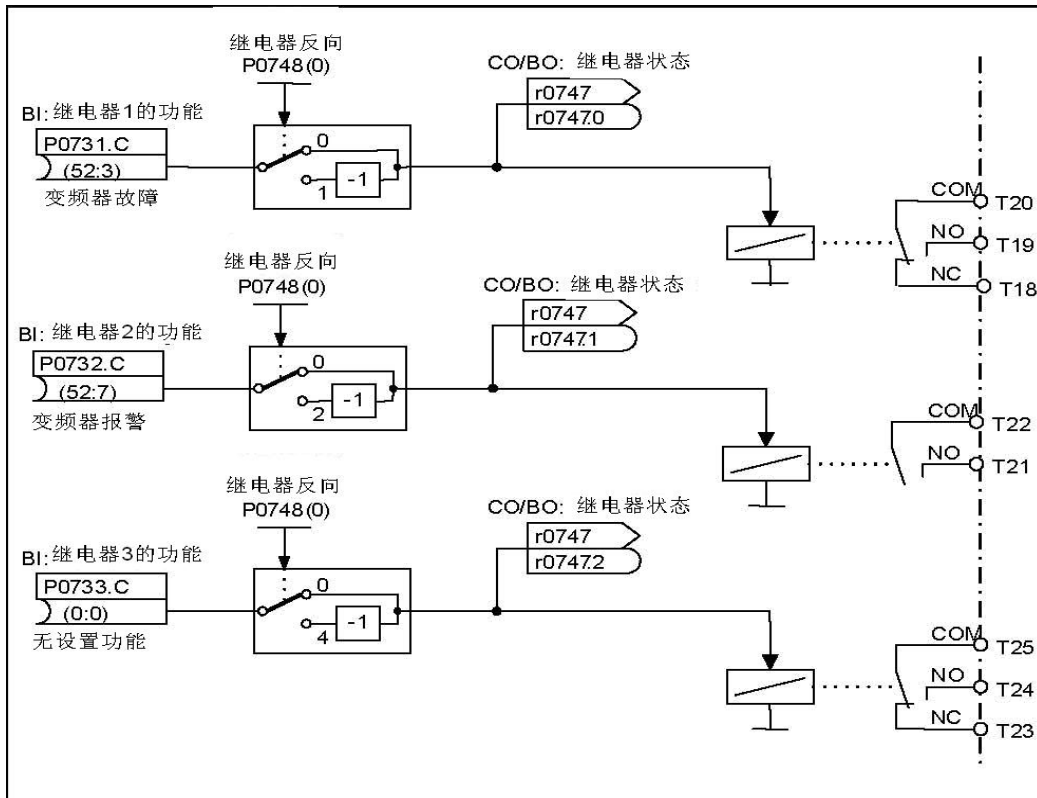 继电器反向
P0748(0)
CO/BO: 继电器状态
r0747
r0747.0
BI: 继电器1的功能
P0731.C
(52:3)
变频器故障
0
1
-1
COM
T20
NO
T19
NC
T18
继电器反向
P0748(0)
CO/BO: 继电器状态
r0747
r0747.1
BI: 继电器2的功能
P0732.C
(52:7)
变频器报警
0
2
-1
COM
T22
NO
T21
继电器反向
P0748(0)
CO/BO: 继电器状态
r0747
r0747.2
BI: 继电器3的功能
P0733.C
(0:0)
无设置功能
0
4
-1
COM
T25
NO
T24
NC
T23